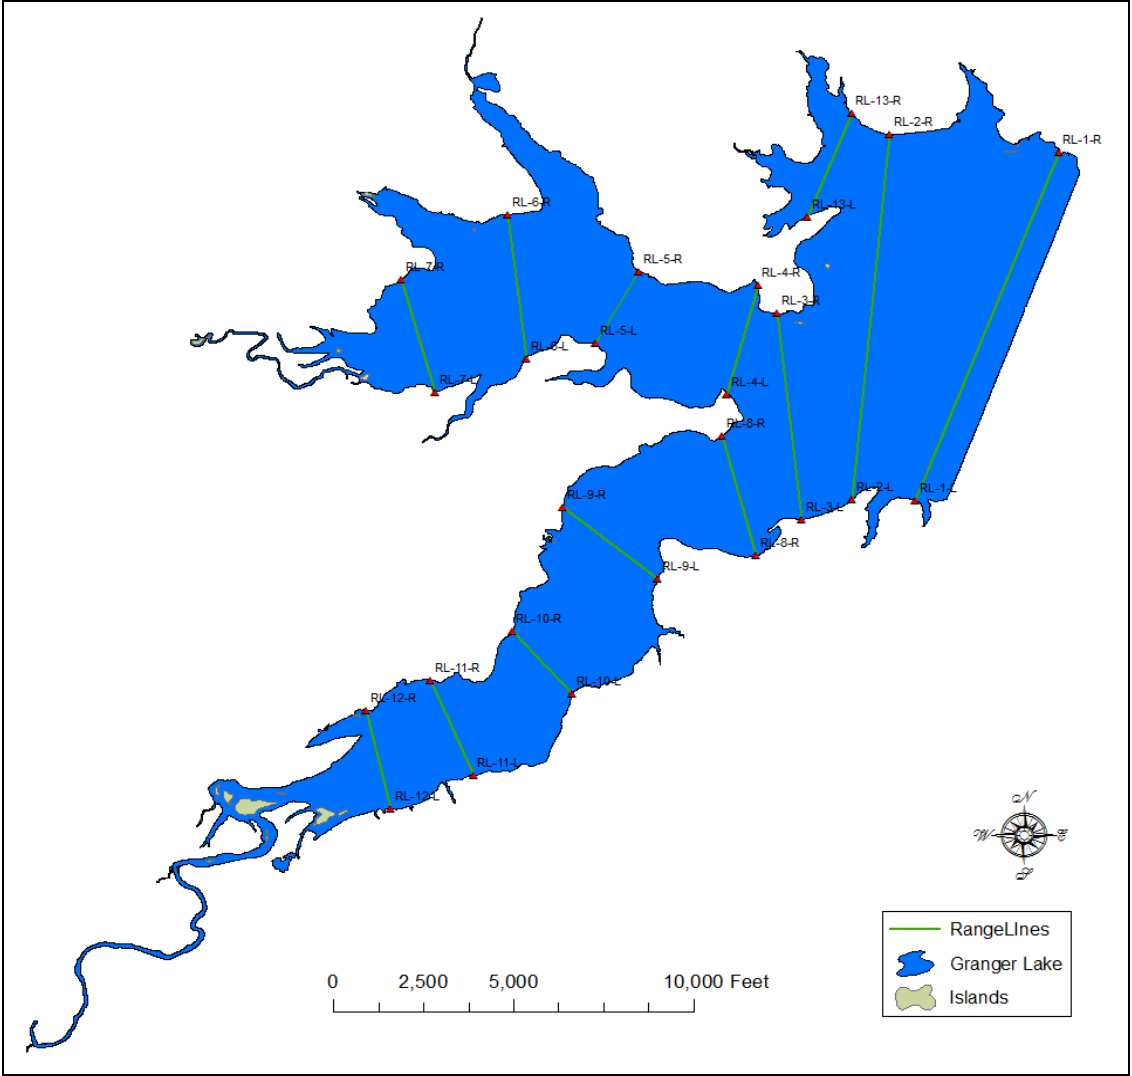 RL-13-R
RL-2-R
RL-1-R
RL-6-R
RL-13-L
RL-7-R
RL-5-R
RL-4-R
RL-3-R
RL-5-L
RL-6-L
RL-7-L
RL-4-L
RL-8-R
RL-9-R
RL-2-L
RL-1-L
RL-3-L
RL-8-R
RL-9-L
RL-10-R
RL-11-R
RL-10-L
RL-12-R
RL-11-L
RL-12-L
N
W E
S
RangeLInes
Granger Lake
Islands
0 2,500 5,000 10,000 Feet